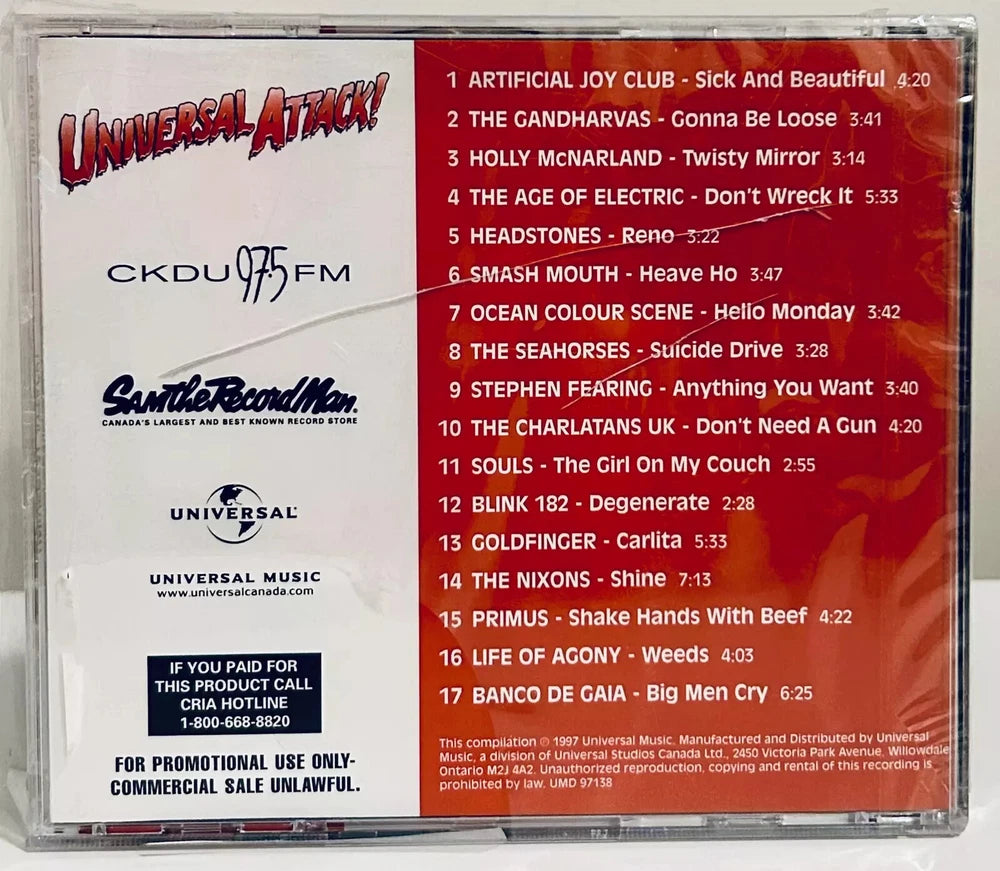 UNIVERSAL ATTACK!
CKDU 97.5 FM
SAM the Record Man.
CANADA'S LARGEST AND BEST KNOWN RECORD STORE
UNIVERSAL
UNIVERSAL MUSIC
www.universalcanada.com
IF YOU PAID FOR
THIS PRODUCT CALL
CRIA HOTLINE
1-800-668-8820
FOR PROMOTIONAL USE ONLY-
COMMERCIAL SALE UNLAWFUL.
1 ARTIFICIAL JOY CLUB - Sick And Beautiful 4:20
2 THE GANDHARVAS - Gonna Be Loose 3:41
3 HOLLY McNARLAND - Twisty Mirror 3:14
4 THE AGE OF ELECTRIC - Don't Wreck It 5:33
5 HEADSTONES - Reno 3:22
6 SMASH MOUTH - Heave Ho 3:47
7 OCEAN COLOUR SCENE - Hello Monday 3:42
8 THE SEAHORSES - Suicide Drive 3:28
9 STEPHEN FEARING - Anything You Want 3:40
10 THE CHARLATANS UK - Don't Need A Gun 4:20
11 SOULS - The Girl On My Couch 2:55
12 BLINK 182 - Degenerate 2:28
13 GOLDFINGER - Carlita 5:33
14 THE NIXONS - Shine 7:13
15 PRIMUS - Shake Hands With Beef 4:22
16 LIFE OF AGONY - Weeds 4:03
17 BANCO DE GAIA - Big Men Cry 6:25
This compilation ℗ 1997 Universal Music. Manufactured and Distributed by Universal
Music, a division of Universal Studios Canada Ltd., 2450 Victoria Park Avenue, Willowdale
Ontario M2J 4A2. Unauthorized reproduction, copying and rental of this recording is
prohibited by law. UMD 97138